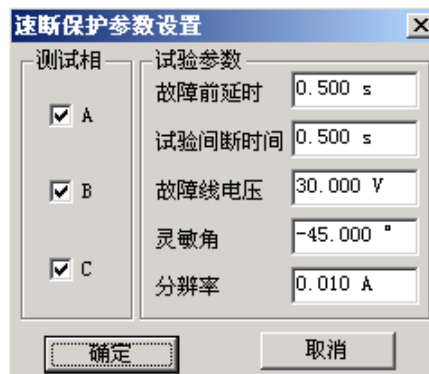 速断保护参数设置
测试相
A
B
C
试验参数
故障前延时 0.500 s
试验间断时间 0.500 s
故障线电压 30.000 V
灵敏角 -45.000 °
分辨率 0.010 A
确定
取消